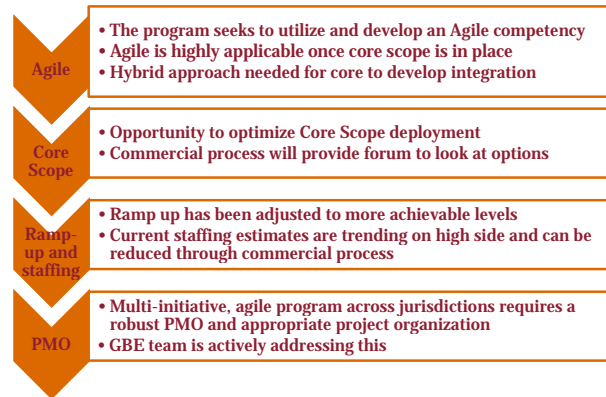 Agile
• The program seeks to utilize and develop an Agile competency
• Agile is highly applicable once core scope is in place
• Hybrid approach needed for core to develop integration
Core
Scope
• Opportunity to optimize Core Scope deployment
• Commercial process will provide forum to look at options
Ramp-
up and
staffing
• Ramp up has been adjusted to more achievable levels
• Current staffing estimates are trending on high side and can be
reduced through commercial process
PMO
• Multi-initiative, agile program across jurisdictions requires a
robust PMO and appropriate project organization
• GBE team is actively addressing this